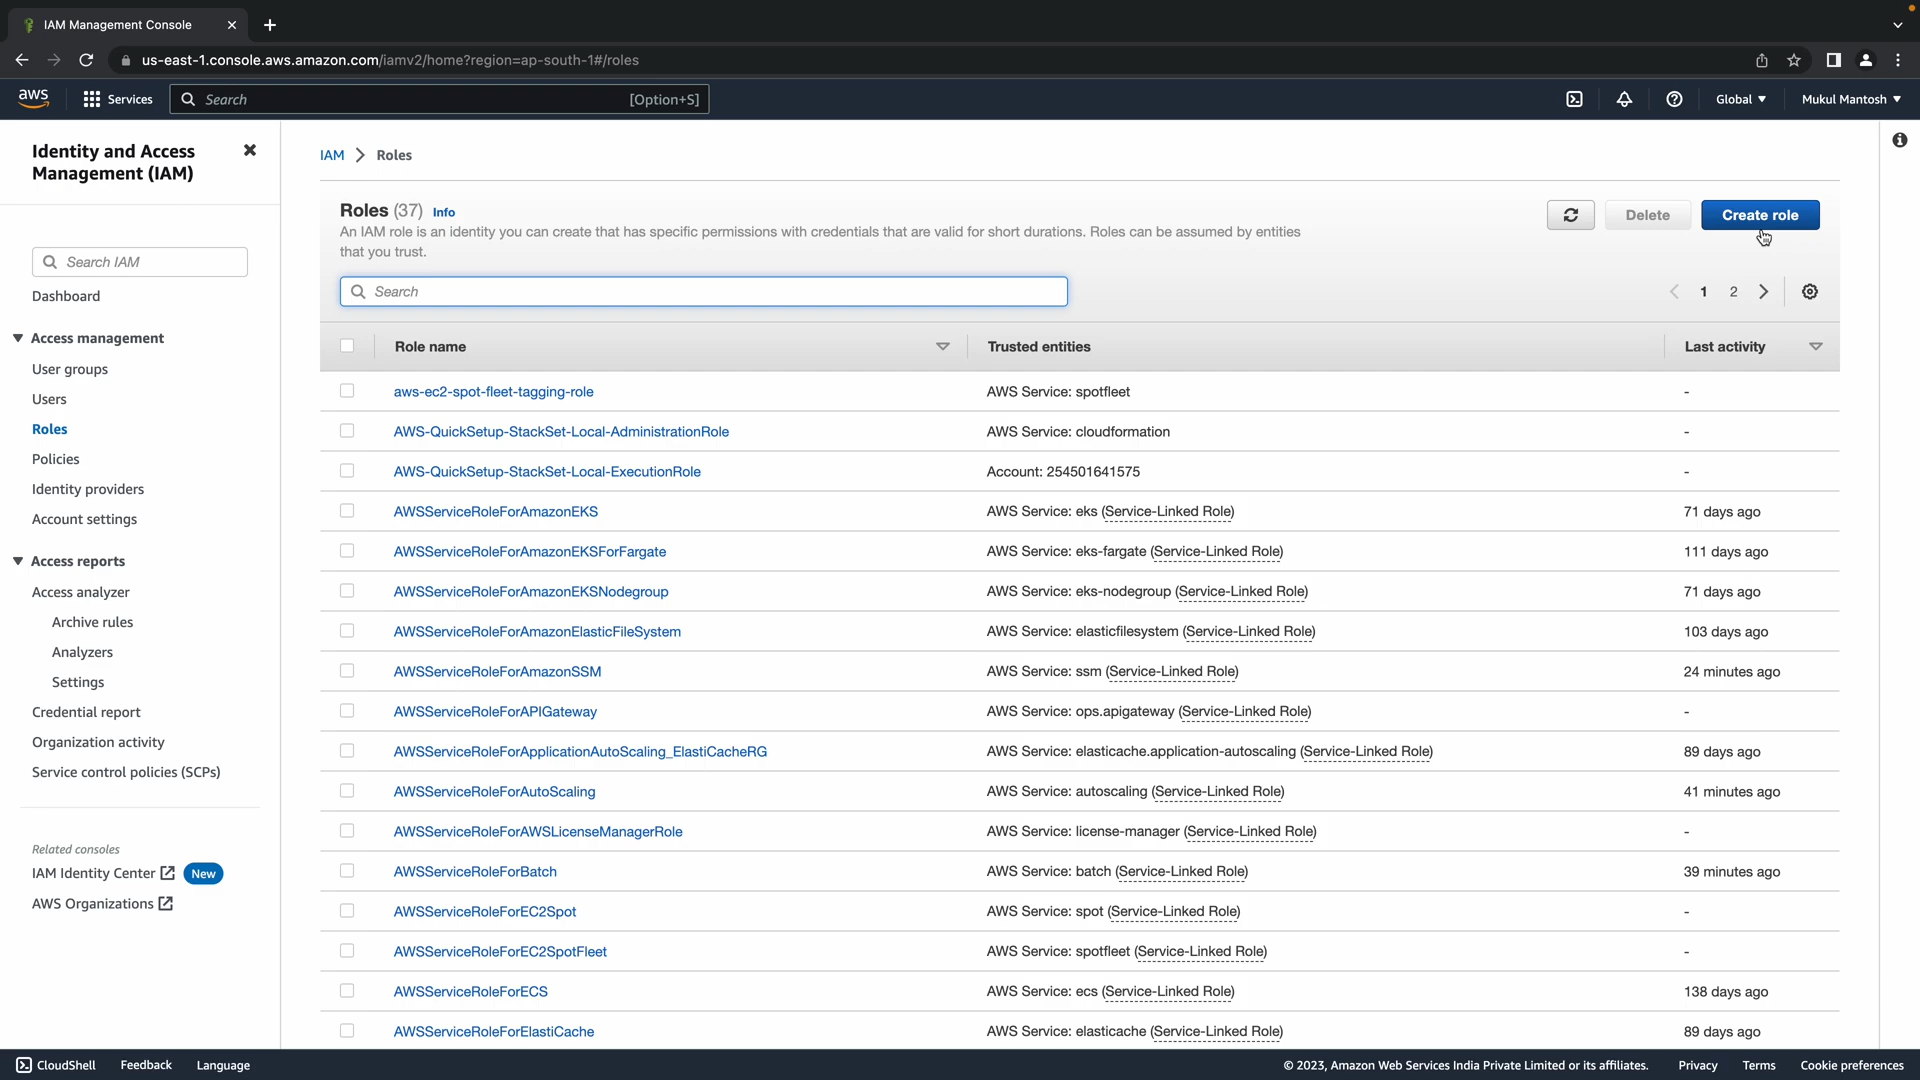 IAM Management Console
us-east-1.console.aws.amazon.com/iamv2/home?region=ap-south-1#/roles
aws
Services
Search
[Option+S]
Global
Mukul Mantosh
Identity and Access
Management (IAM)
Search IAM
Dashboard
Access management
User groups
Users
Roles
Policies
Identity providers
Account settings
Access reports
Access analyzer
Archive rules
Analyzers
Settings
Credential report
Organization activity
Service control policies (SCPs)
Related consoles
IAM Identity Center New
AWS Organizations
IAM > Roles
Roles (37) Info
An IAM role is an identity you can create that has specific permissions with credentials that are valid for short durations. Roles can be assumed by entities
that you trust.
Delete
Create role
Search
1 2
Role name Trusted entities Last activity
aws-ec2-spot-fleet-tagging-role AWS Service: spotfleet -
AWS-QuickSetup-StackSet-Local-AdministrationRole AWS Service: cloudformation -
AWS-QuickSetup-StackSet-Local-ExecutionRole Account: 254501641575 -
AWSServiceRoleForAmazonEKS AWS Service: eks (Service-Linked Role) 71 days ago
AWSServiceRoleForAmazonEKSForFargate AWS Service: eks-fargate (Service-Linked Role) 111 days ago
AWSServiceRoleForAmazonEKSNodegroup AWS Service: eks-nodegroup (Service-Linked Role) 71 days ago
AWSServiceRoleForAmazonElasticFileSystem AWS Service: elasticfilesystem (Service-Linked Role) 103 days ago
AWSServiceRoleForAmazonSSM AWS Service: ssm (Service-Linked Role) 24 minutes ago
AWSServiceRoleForAPIGateway AWS Service: ops.apigateway (Service-Linked Role) -
AWSServiceRoleForApplicationAutoScaling_ElastiCacheRG AWS Service: elasticache.application-autoscaling (Service-Linked Role) 89 days ago
AWSServiceRoleForAutoScaling AWS Service: autoscaling (Service-Linked Role) 41 minutes ago
AWSServiceRoleForAWSLicenseManagerRole AWS Service: license-manager (Service-Linked Role) -
AWSServiceRoleForBatch AWS Service: batch (Service-Linked Role) 39 minutes ago
AWSServiceRoleForEC2Spot AWS Service: spot (Service-Linked Role) -
AWSServiceRoleForEC2SpotFleet AWS Service: spotfleet (Service-Linked Role) -
AWSServiceRoleForECS AWS Service: ecs (Service-Linked Role) 138 days ago
AWSServiceRoleForElastiCache AWS Service: elasticache (Service-Linked Role) 89 days ago
CloudShell Feedback Language © 2023, Amazon Web Services India Private Limited or its affiliates. Privacy Terms Cookie preferences